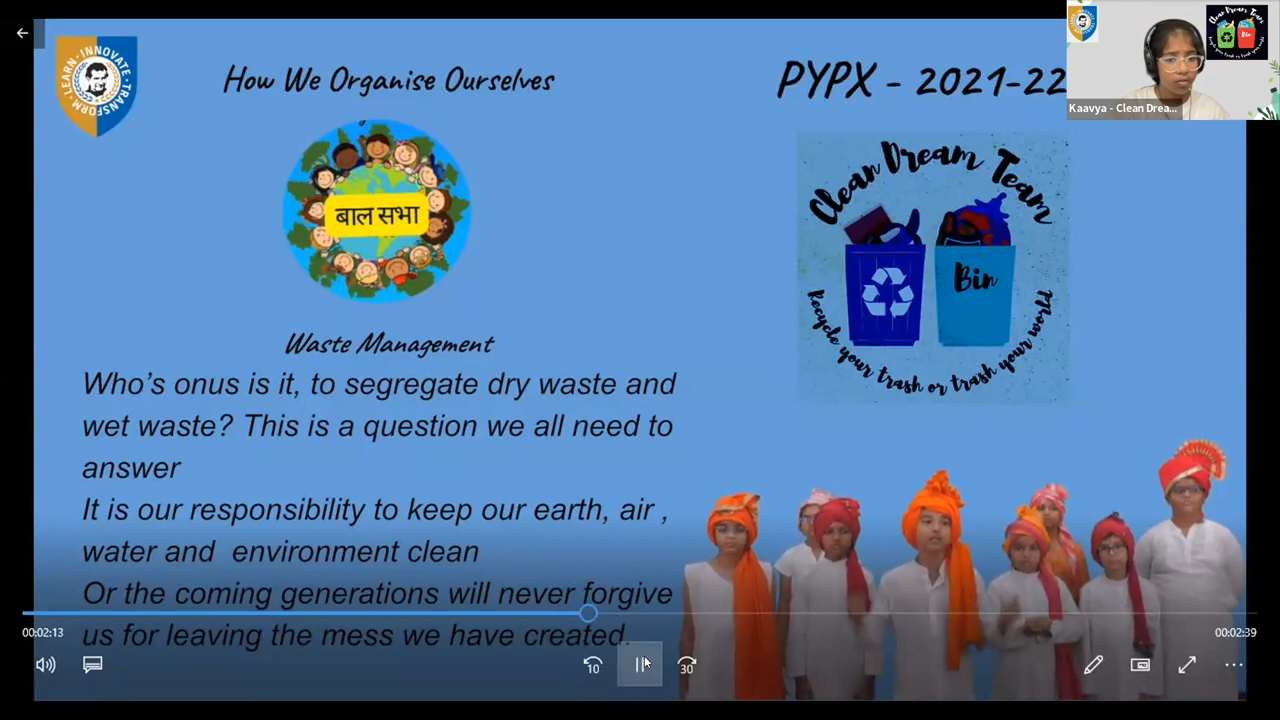 LEARN · INNOVATE · TRANSFORM
How We Organise Ourselves
PYPX - 2021-22
बाल सभा
Clean Dream Team
Bin
Recycle your trash or trash your world
Waste Management
Who's onus is it, to segregate dry waste and
wet waste? This is a question we all need to
answer
It is our responsibility to keep our earth, air ,
water and environment clean
Or the coming generations will never forgive
us for leaving the mess we have created.
Clean Dream Team
Bin
Kaavya - Clean Drea...
00:02:13
00:02:39
10
30